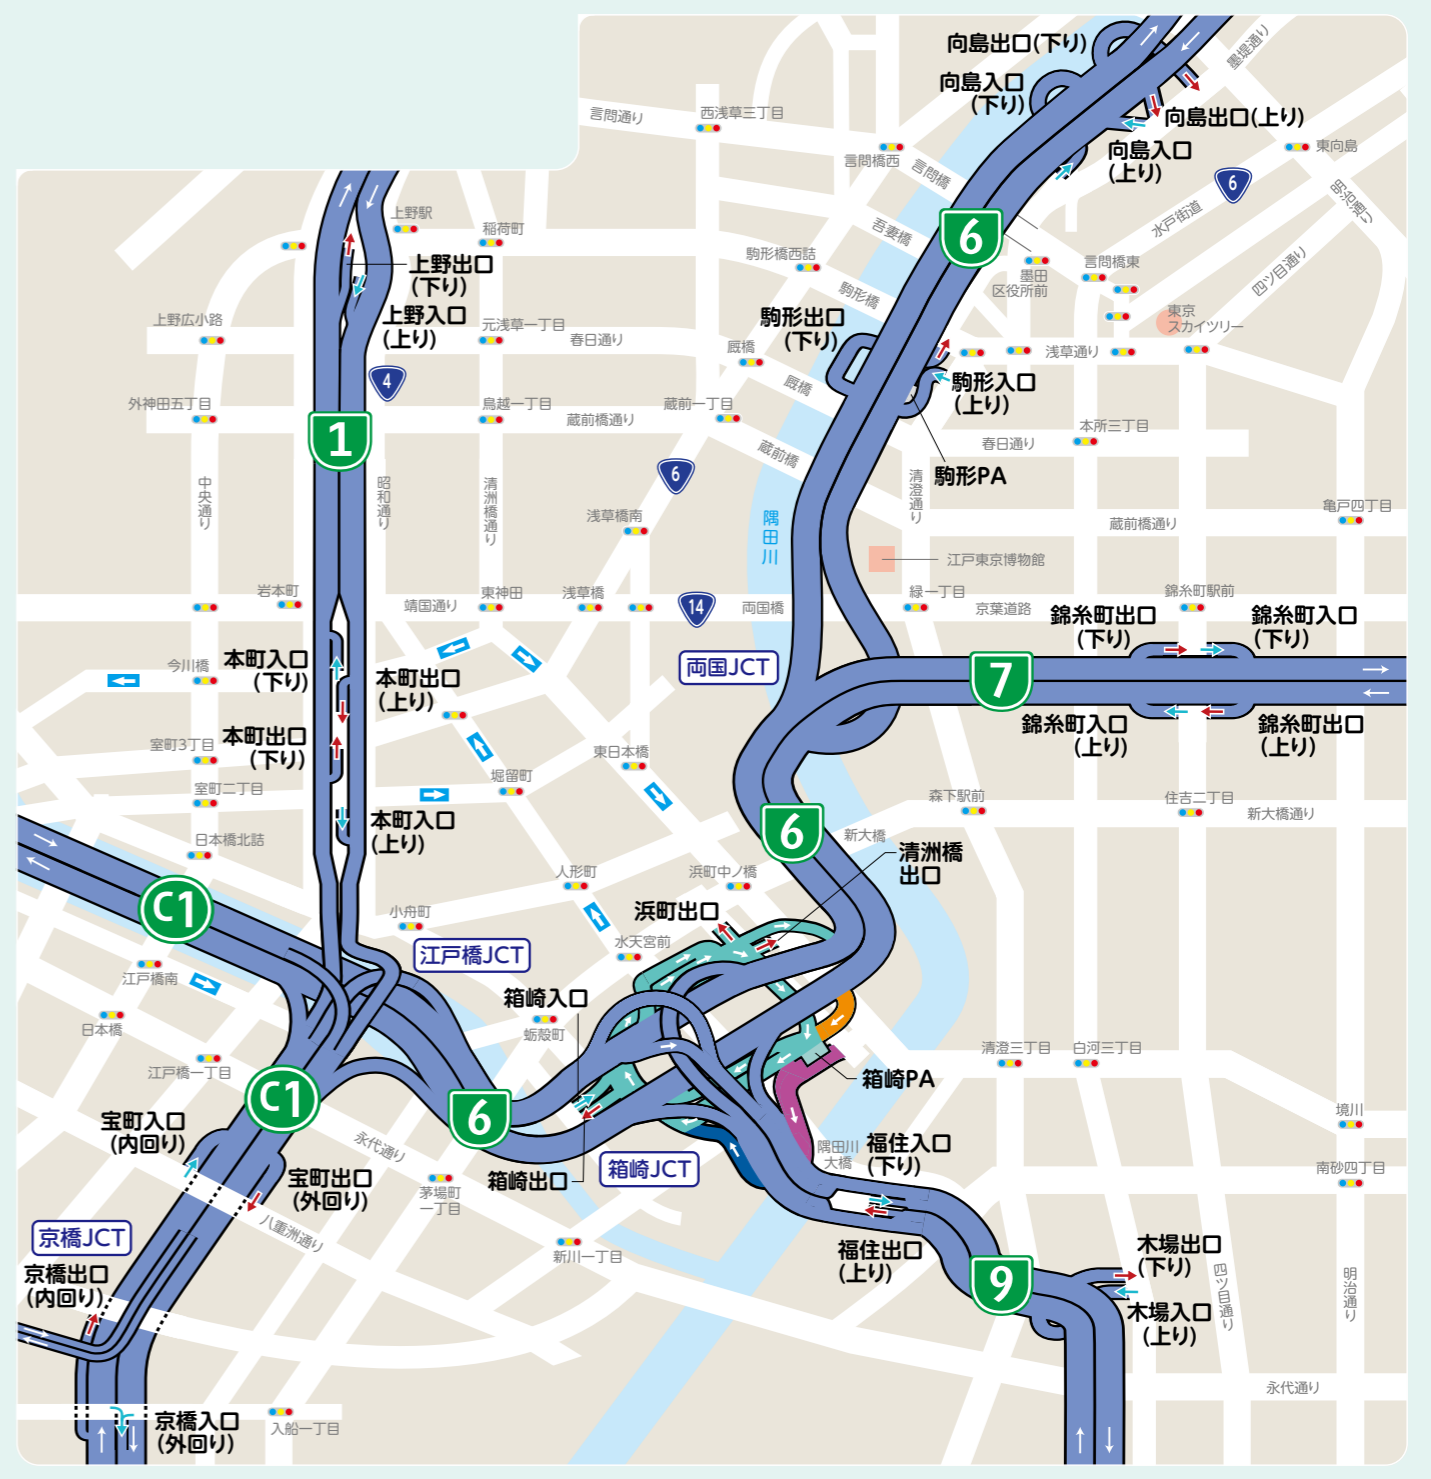 向島出口(下り)
向島入口
(下り)
墨堤通り
向島出口(上り)
向島入口
(上り)
東向島
明治通り
西浅草三丁目
言問通り
言問橋西
言問橋
6
水戸街道
6
吾妻橋
墨田
区役所前
言問橋東
四ツ目通り
駒形橋西詰
駒形橋
東京
スカイツリー
上野駅
稲荷町
上野出口
(下り)
上野入口
(上り)
上野広小路
元浅草一丁目
春日通り
厩橋
厩橋
駒形出口
(下り)
浅草通り
駒形入口
(上り)
駒形PA
4
外神田五丁目
鳥越一丁目
蔵前橋通り
蔵前一丁目
蔵前橋
本所三丁目
春日通り
1
中央通り
昭和通り
清洲橋通り
6
清澄通り
亀戸四丁目
浅草橋南
隅田川
蔵前橋通り
江戸東京博物館
岩本町
靖国通り
東神田
浅草橋
14
両国橋
緑一丁目
京葉道路
錦糸町駅前
錦糸町出口
(下り)
錦糸町入口
(下り)
今川橋
本町入口
(下り)
本町出口
(上り)
両国JCT
7
錦糸町入口
(上り)
錦糸町出口
(上り)
室町3丁目
本町出口
(下り)
東日本橋
堀留町
室町二丁目
本町入口
(上り)
日本橋北詰
森下駅前
住吉二丁目
新大橋通り
6
新大橋
清洲橋
出口
人形町
浜町中ノ橋
浜町出口
C1
小舟町
江戸橋JCT
水天宮前
江戸橋南
日本橋
箱崎入口
蛎殻町
江戸橋一丁目
清澄三丁目
白河三丁目
箱崎PA
C1
6
境川
宝町入口
(内回り)
永代通り
箱崎出口
箱崎JCT
隅田川
大橋
福住入口
(下り)
南砂四丁目
宝町出口
(外回り)
茅場町
一丁目
八重洲通り
京橋JCT
京橋出口
(内回り)
新川一丁目
福住出口
(上り)
9
木場出口
(下り)
木場入口
(上り)
四ツ目通り
明治通り
永代通り
京橋入口
(外回り)
入船一丁目